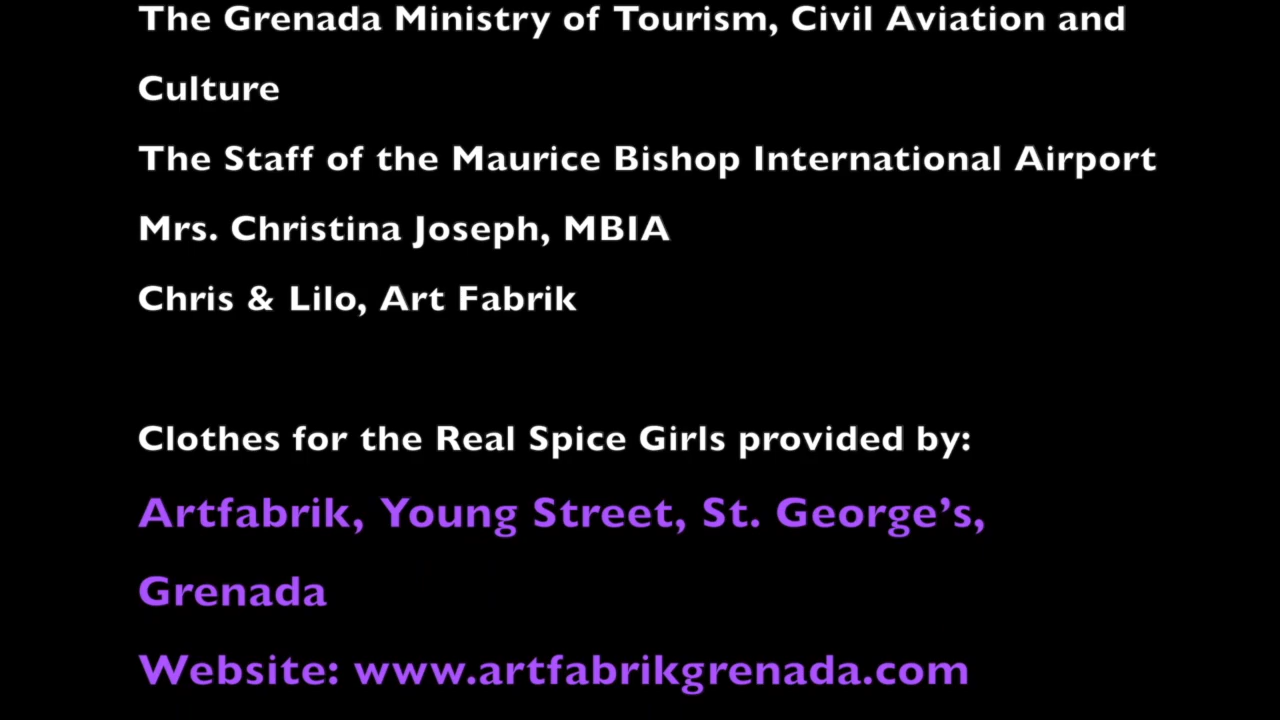 The Grenada Ministry of Tourism, Civil Aviation and
Culture
The Staff of the Maurice Bishop International Airport
Mrs. Christina Joseph, MBIA
Chris & Lilo, Art Fabrik
Clothes for the Real Spice Girls provided by:
Artfabrik, Young Street, St. George’s,
Grenada
Website: www.artfabrikgrenada.com